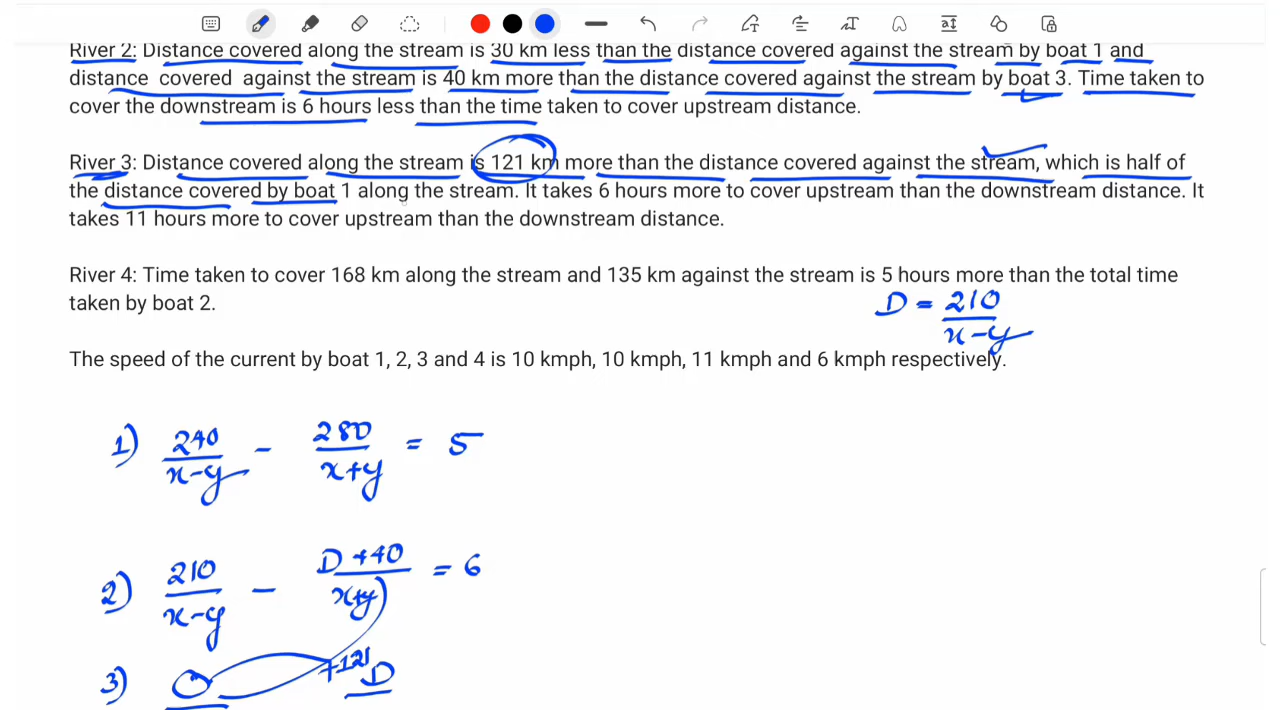 River 2: Distance covered along the stream is 30 km less than the distance covered against the stream by boat 1 and
distance covered against the stream is 40 km more than the distance covered against the stream by boat 3. Time taken to
cover the downstream is 6 hours less than the time taken to cover upstream distance.
River 3: Distance covered along the stream is 121 km more than the distance covered against the stream, which is half of
the distance covered by boat 1 along the stream. It takes 6 hours more to cover upstream than the downstream distance. It
takes 11 hours more to cover upstream than the downstream distance.
River 4: Time taken to cover 168 km along the stream and 135 km against the stream is 5 hours more than the total time
taken by boat 2.
D = 210
x-y
The speed of the current by boat 1, 2, 3 and 4 is 10 kmph, 10 kmph, 11 kmph and 6 kmph respectively.
1) 240 / x-y - 280 / x+y = 5
2) 210 / x-y - D+40 / x+y = 6
3) +121 D